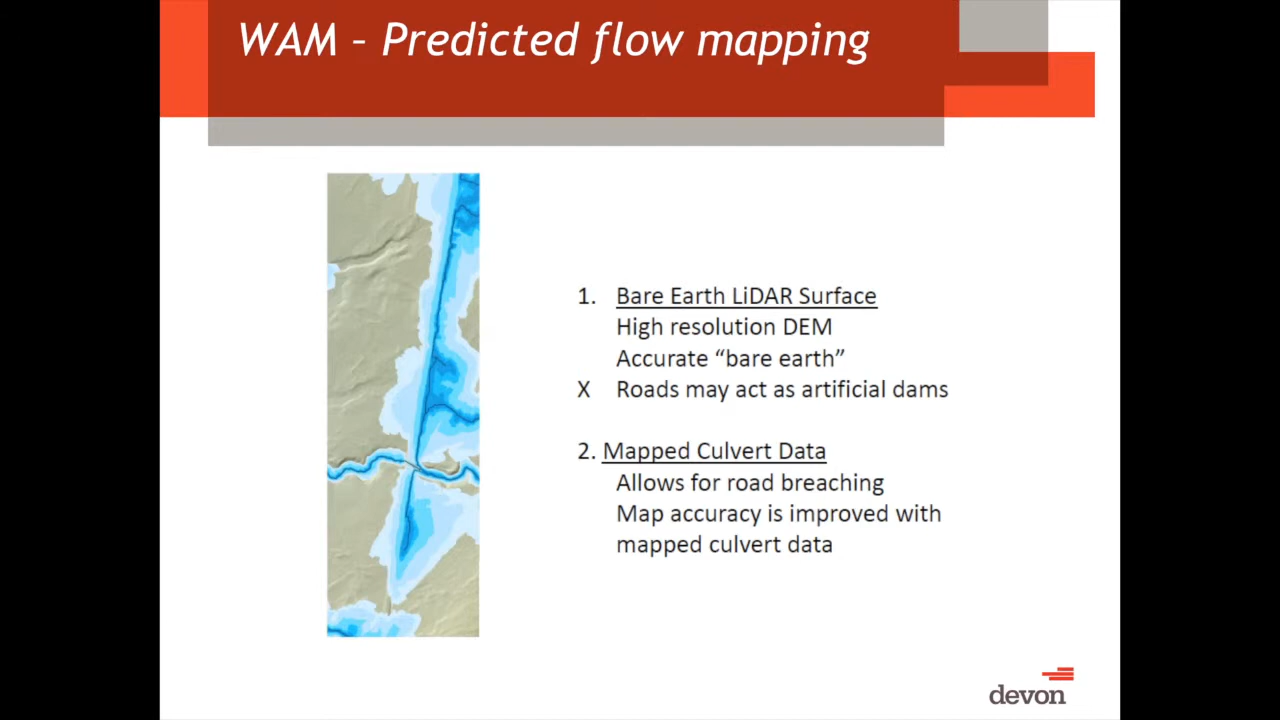 WAM – Predicted flow mapping
1. Bare Earth LiDAR Surface
High resolution DEM
Accurate “bare earth”
X Roads may act as artificial dams
2. Mapped Culvert Data
Allows for road breaching
Map accuracy is improved with
mapped culvert data
devon